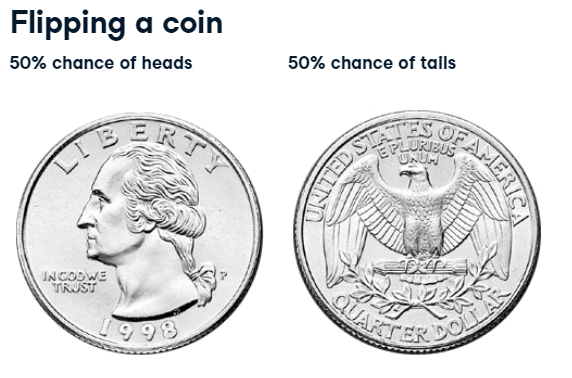 Flipping a coin
50% chance of heads
50% chance of tails
LIBERTY
IN GOD WE
TRUST
P
1998
UNITED STATES OF AMERICA
E PLURIBUS
UNUM
QUARTER DOLLAR